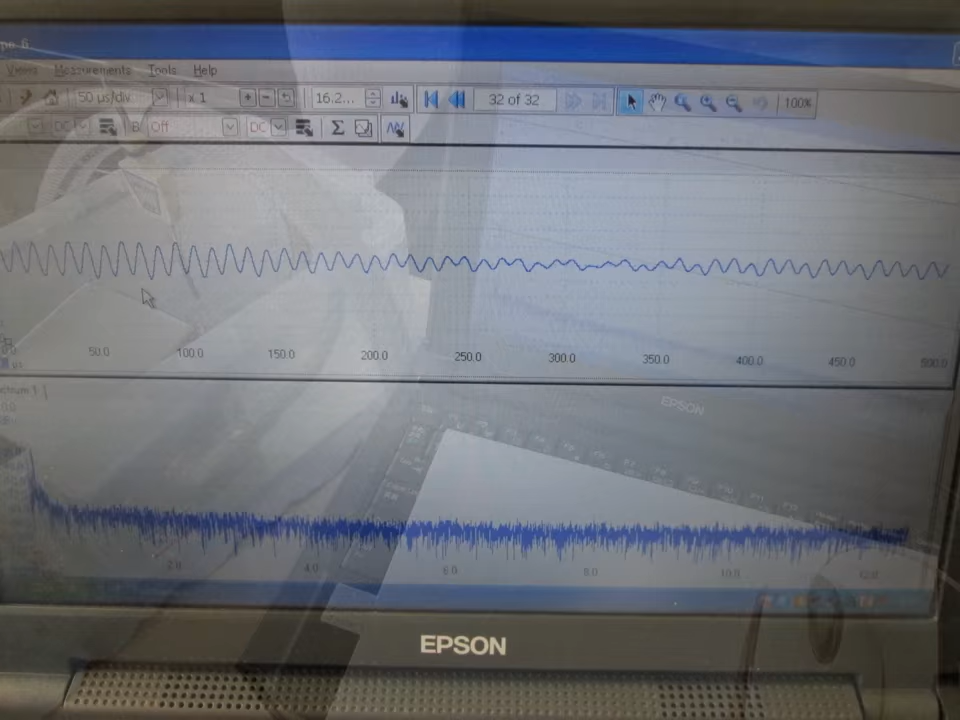 pe 6
Views Measurements Tools Help
50 µs/div x 1 16.2... 32 of 32 100%
DC B Off DC Σ
50.0 100.0 150.0 200.0 250.0 300.0 350.0 400.0 450.0 500.0
EPSON
2.0 4.0 6.0 8.0 10.0 12.0
EPSON